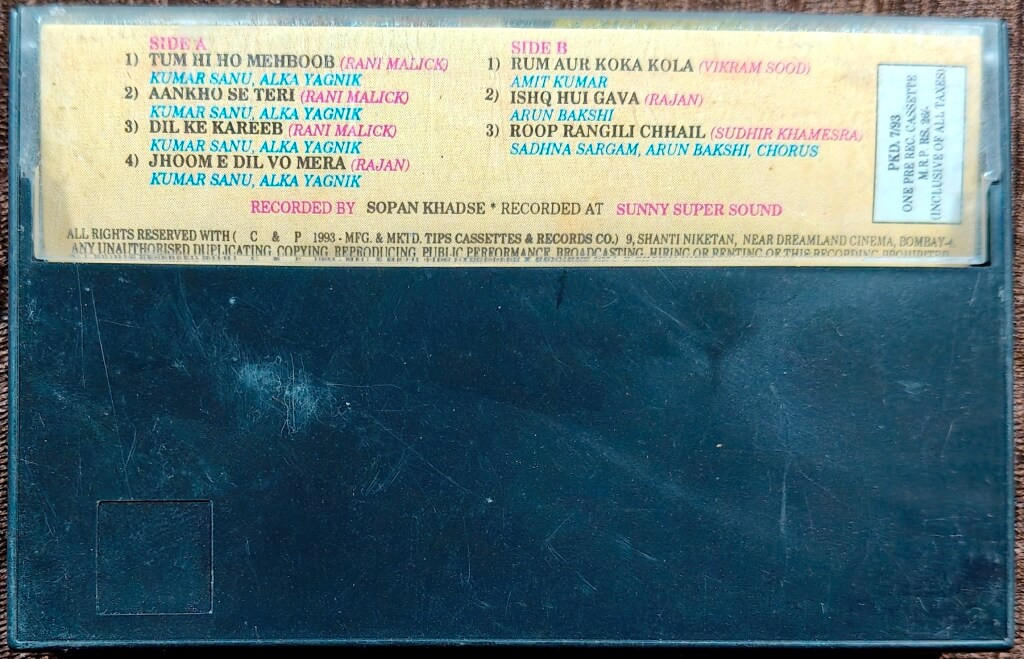 SIDE A
1) TUM HI HO MEHBOOB (RANI MALICK)
KUMAR SANU, ALKA YAGNIK
2) AANKHO SE TERI (RANI MALICK)
KUMAR SANU, ALKA YAGNIK
3) DIL KE KAREEB (RANI MALICK)
KUMAR SANU, ALKA YAGNIK
4) JHOOM E DIL VO MERA (RAJAN)
KUMAR SANU, ALKA YAGNIK
SIDE B
1) RUM AUR KOKA KOLA (VIKRAM SOOD)
AMIT KUMAR
2) ISHQ HUI GAVA (RAJAN)
ARUN BAKSHI
3) ROOP RANGILI CHHAIL (SUDHIR KHAMESRA)
SADHNA SARGAM, ARUN BAKSHI, CHORUS
RECORDED BY SOPAN KHADSE * RECORDED AT SUNNY SUPER SOUND
ALL RIGHTS RESERVED WITH ( C & P 1993 - MFG. & MKTD. TIPS CASSETTES & RECORDS CO.) 9, SHANTI NIKETAN, NEAR DREAMLAND CINEMA, BOMBAY-4.
ANY UNAUTHORISED DUPLICATING, COPYING, REPRODUCING, PUBLIC PERFORMANCE, BROADCASTING, HIRING OR RENTING OF THIS RECORDING PROHIBITED
PKD. 7/93
ONE PRE REC. CASSETTE
M.R.P. RS.
(INCLUSIVE OF ALL TAXES)